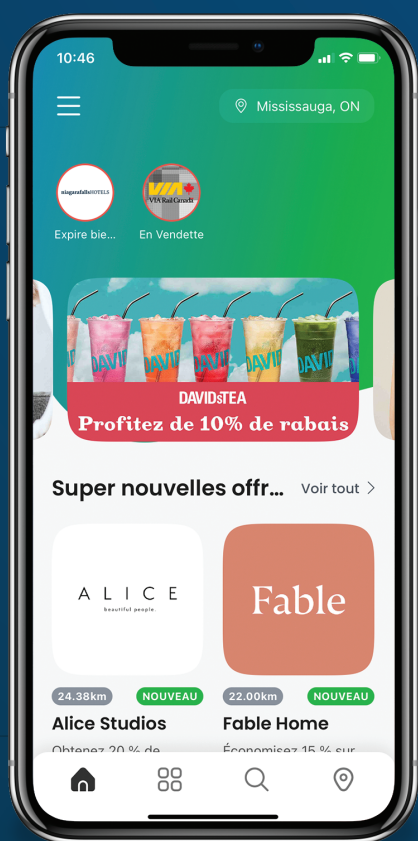 10:46
Mississauga, ON
niagarafallsHOTELS
VIA
VIA Rail Canada
Expire bie...
En Vendette
DAVIDsTEA
Profitez de 10% de rabais
Super nouvelles offr...
Voir tout
ALICE
beautiful people.
Fable
24.38km
NOUVEAU
22.00km
NOUVEAU
Alice Studios
Fable Home
Obtenez 20 % de
Économisez 15 % sur